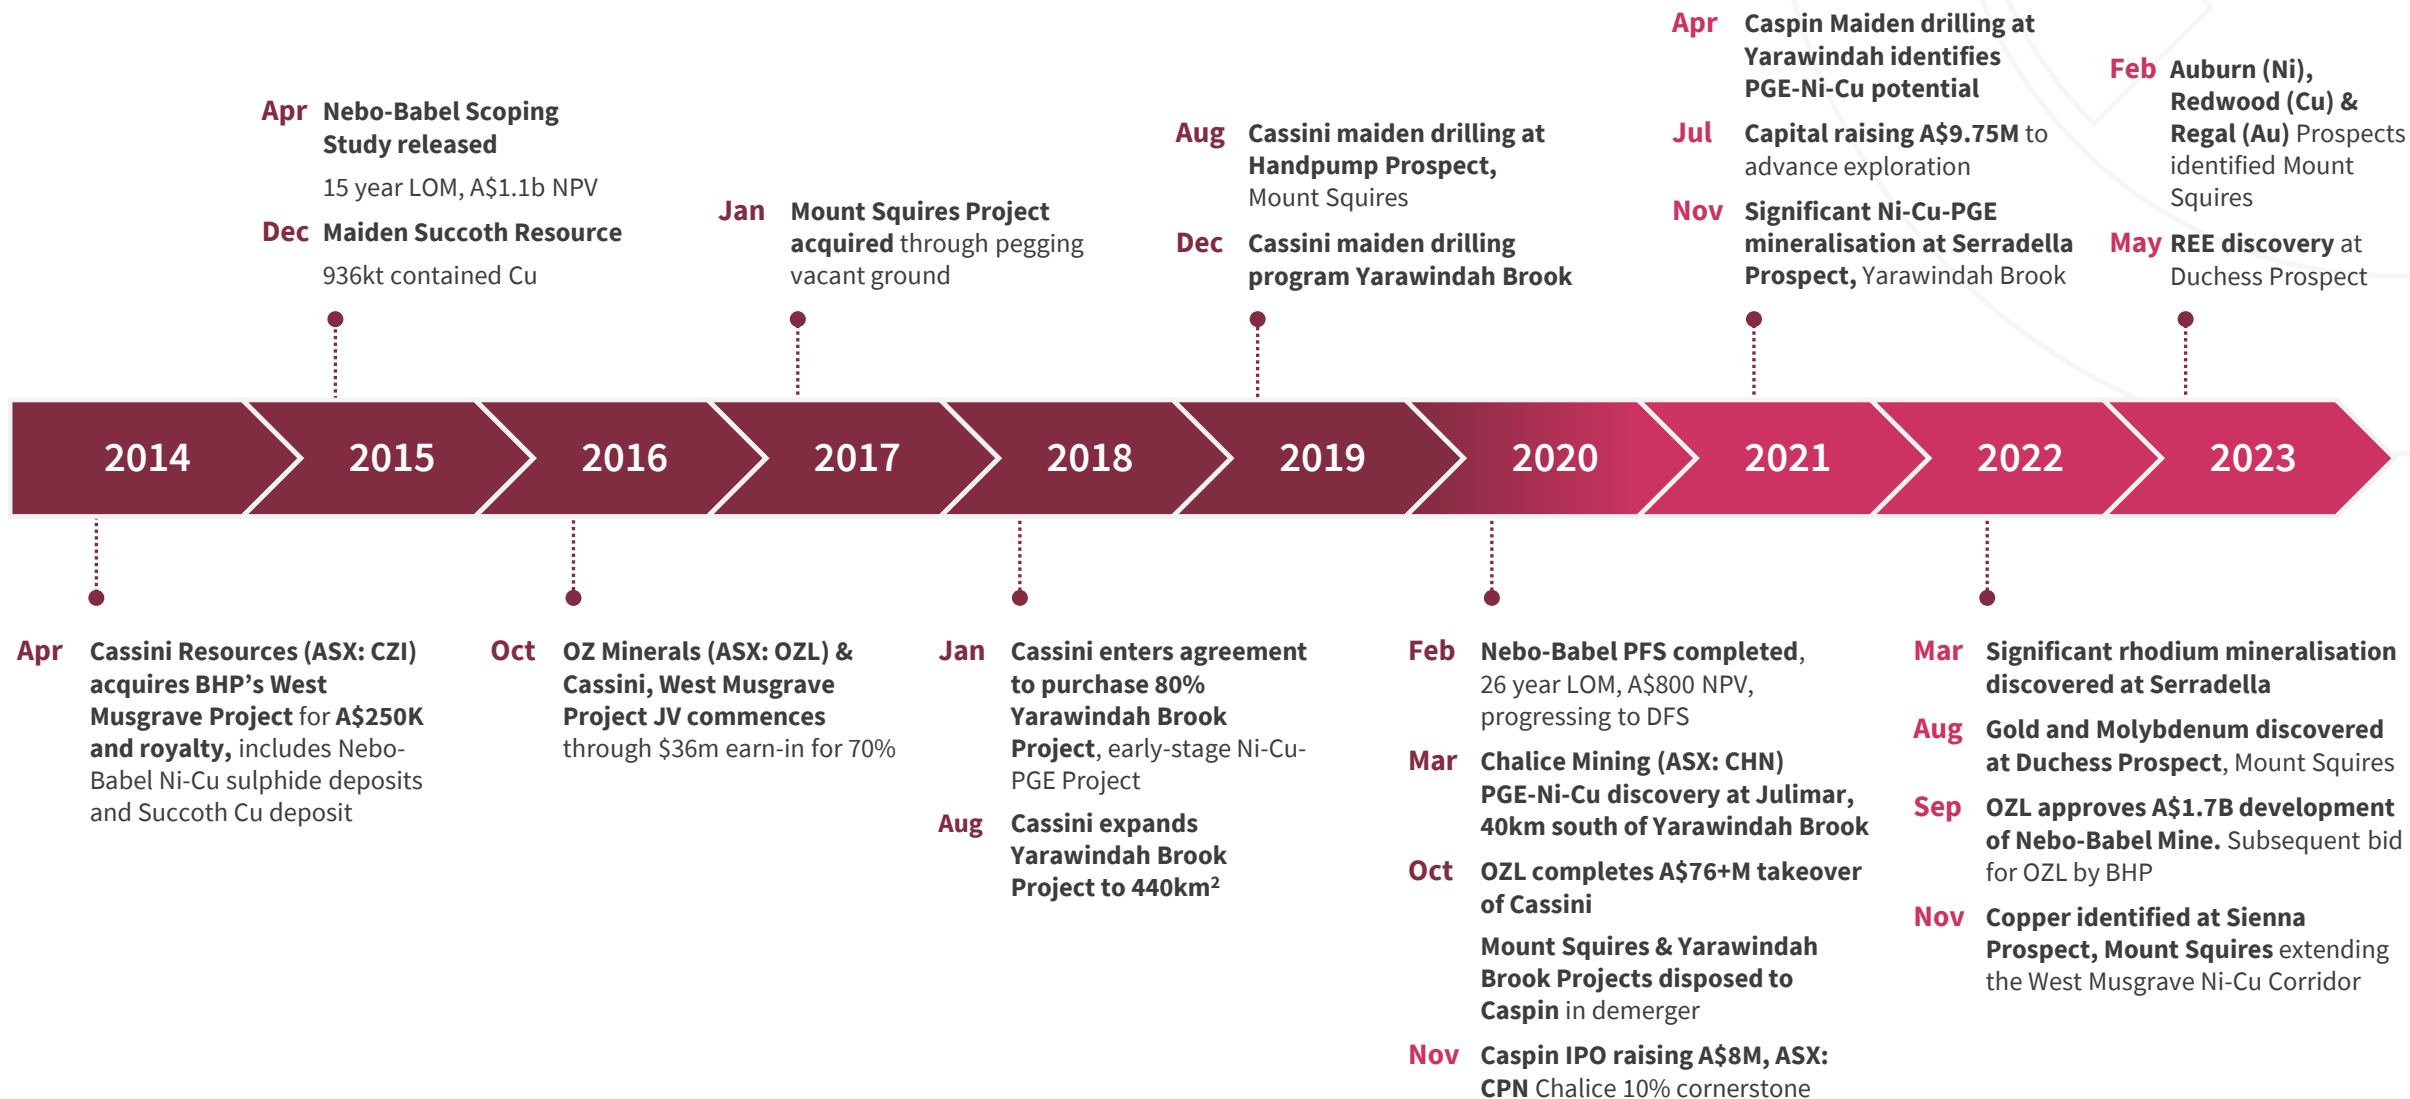 Apr Nebo-Babel Scoping
Study released
15 year LOM, A$1.1b NPV
Dec Maiden Succoth Resource
936kt contained Cu
Jan Mount Squires Project
acquired through pegging
vacant ground
Aug Cassini maiden drilling at
Handpump Prospect,
Mount Squires
Dec Cassini maiden drilling
program Yarawindah Brook
Apr Caspin Maiden drilling at
Yarawindah identifies
PGE-Ni-Cu potential
Jul Capital raising A$9.75M to
advance exploration
Nov Significant Ni-Cu-PGE
mineralisation at Serradella
Prospect, Yarawindah Brook
Feb Auburn (Ni),
Redwood (Cu) &
Regal (Au) Prospects
identified Mount
Squires
May REE discovery at
Duchess Prospect
2014 2015 2016 2017 2018 2019 2020 2021 2022 2023
Apr Cassini Resources (ASX: CZI)
acquires BHP’s West
Musgrave Project for A$250K
and royalty, includes Nebo-
Babel Ni-Cu sulphide deposits
and Succoth Cu deposit
Oct OZ Minerals (ASX: OZL) &
Cassini, West Musgrave
Project JV commences
through $36m earn-in for 70%
Jan Cassini enters agreement
to purchase 80%
Yarawindah Brook
Project, early-stage Ni-Cu-
PGE Project
Aug Cassini expands
Yarawindah Brook
Project to 440km²
Feb Nebo-Babel PFS completed,
26 year LOM, A$800 NPV,
progressing to DFS
Mar Chalice Mining (ASX: CHN)
PGE-Ni-Cu discovery at Julimar,
40km south of Yarawindah Brook
Oct OZL completes A$76+M takeover
of Cassini
Mount Squires & Yarawindah
Brook Projects disposed to
Caspin in demerger
Nov Caspin IPO raising A$8M, ASX:
CPN Chalice 10% cornerstone
Mar Significant rhodium mineralisation
discovered at Serradella
Aug Gold and Molybdenum discovered
at Duchess Prospect, Mount Squires
Sep OZL approves A$1.7B development
of Nebo-Babel Mine. Subsequent bid
for OZL by BHP
Nov Copper identified at Sienna
Prospect, Mount Squires extending
the West Musgrave Ni-Cu Corridor